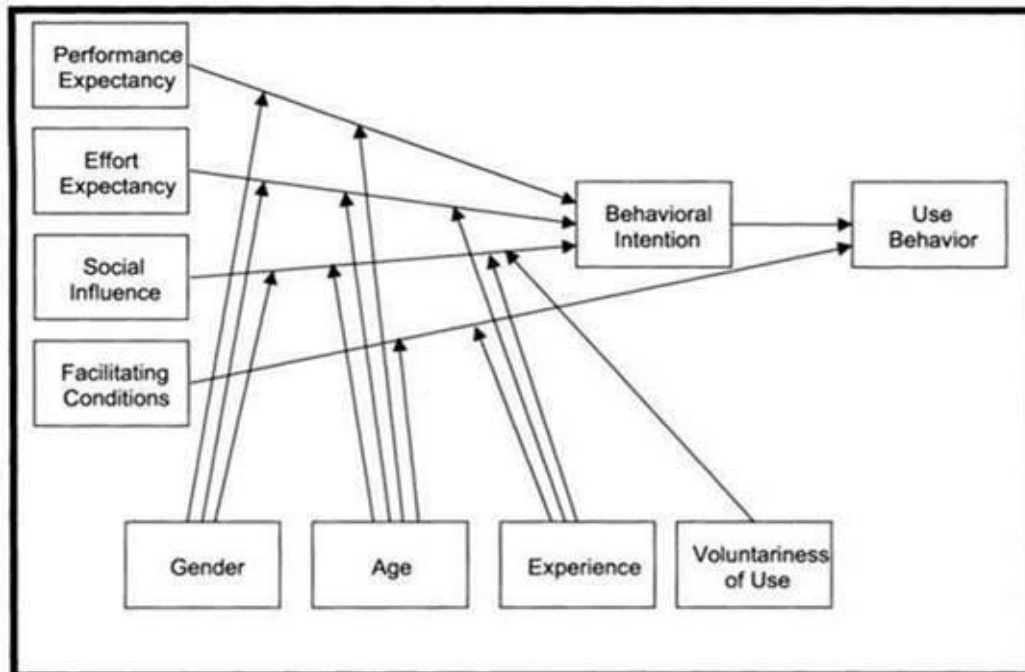 Performance
Expectancy
Effort
Expectancy
Social
Influence
Facilitating
Conditions
Behavioral
Intention
Use
Behavior
Gender
Age
Experience
Voluntariness
of Use